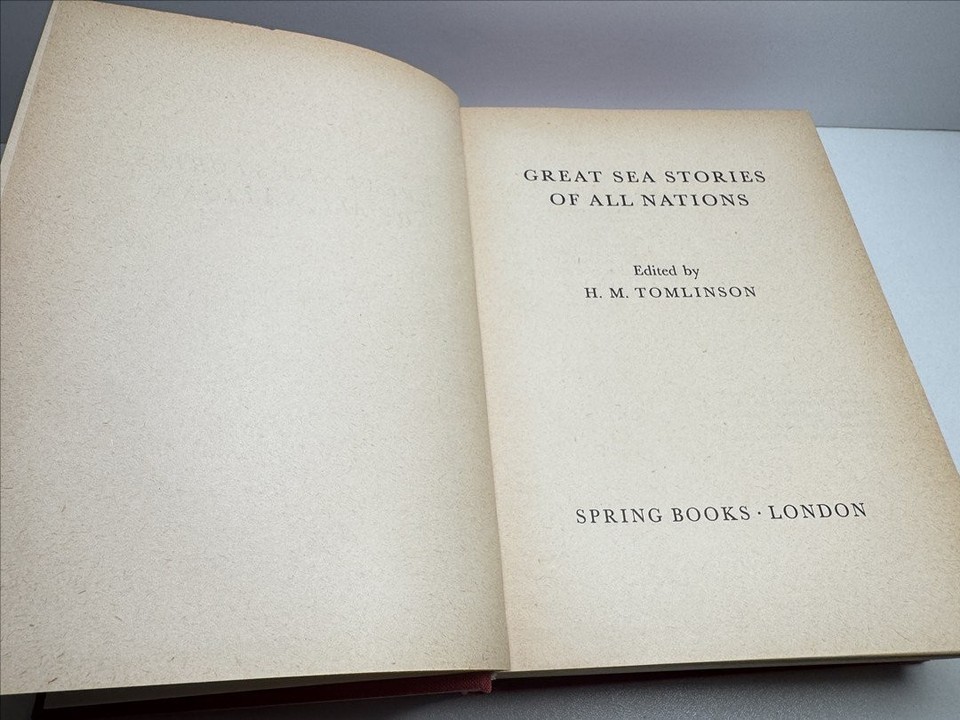 GREAT SEA STORIES
OF ALL NATIONS
Edited by
H. M. TOMLINSON
SPRING BOOKS · LONDON